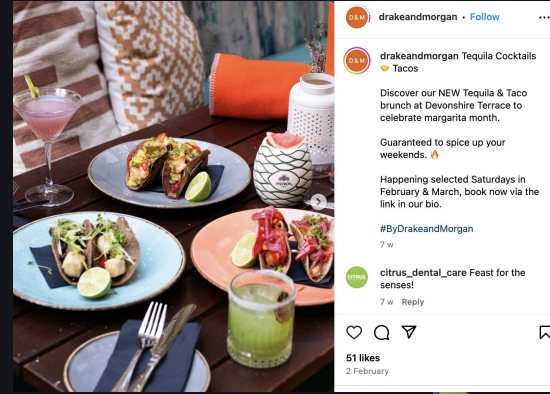 D&M
drakeandmorgan • Follow
D&M
drakeandmorgan Tequila Cocktails
🤝 Tacos
Discover our NEW Tequila & Taco
brunch at Devonshire Terrace to
celebrate margarita month.
Guaranteed to spice up your
weekends. 🔥
Happening selected Saturdays in
February & March, book now via the
link in our bio.
#ByDrakeandMorgan
7 w
CITRUS
citrus_dental_care Feast for the
senses!
7 w Reply
51 likes
2 February